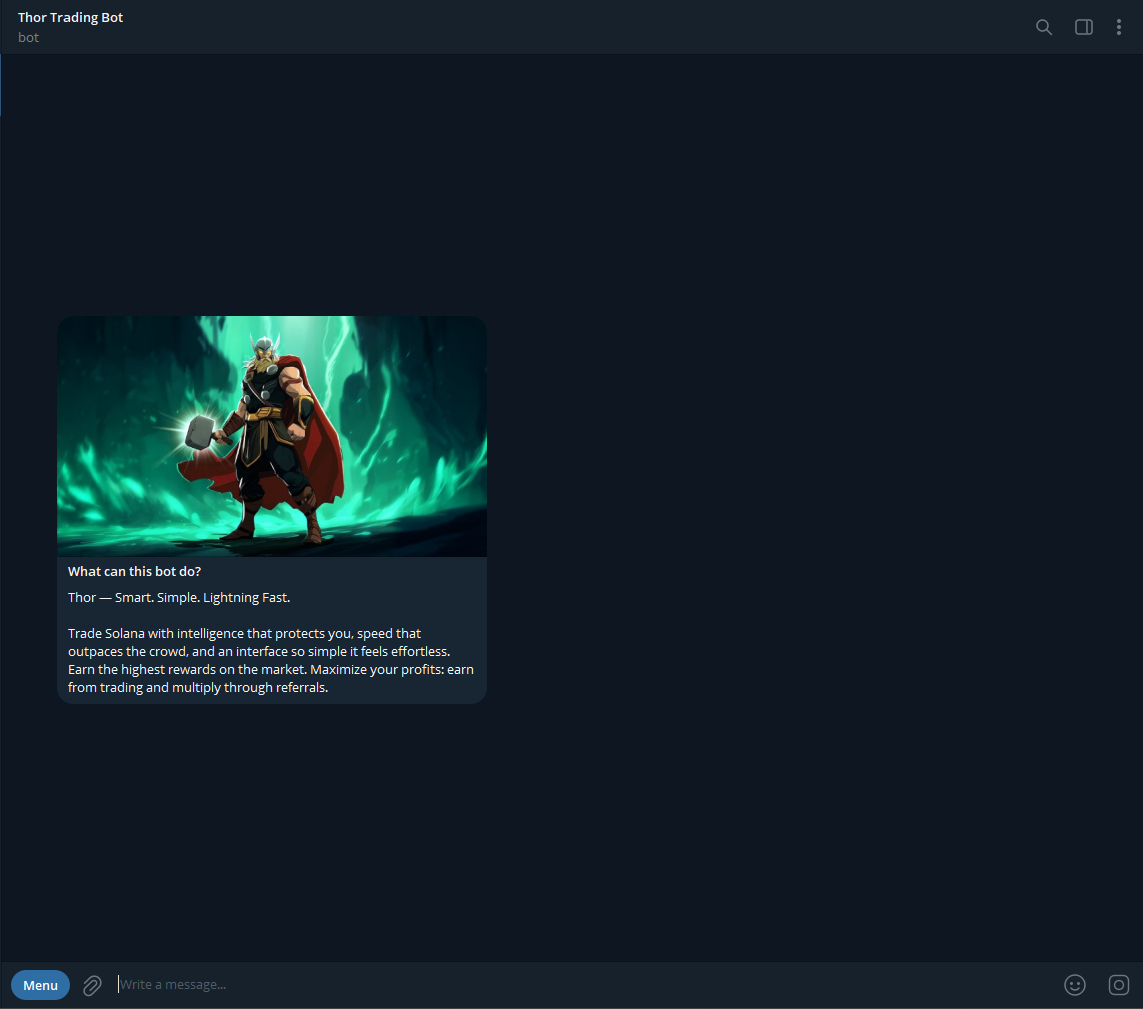 Thor Trading Bot
bot
What can this bot do?
Thor — Smart. Simple. Lightning Fast.
Trade Solana with intelligence that protects you, speed that
outpaces the crowd, and an interface so simple it feels effortless.
Earn the highest rewards on the market. Maximize your profits: earn
from trading and multiply through referrals.
Menu
Write a message...